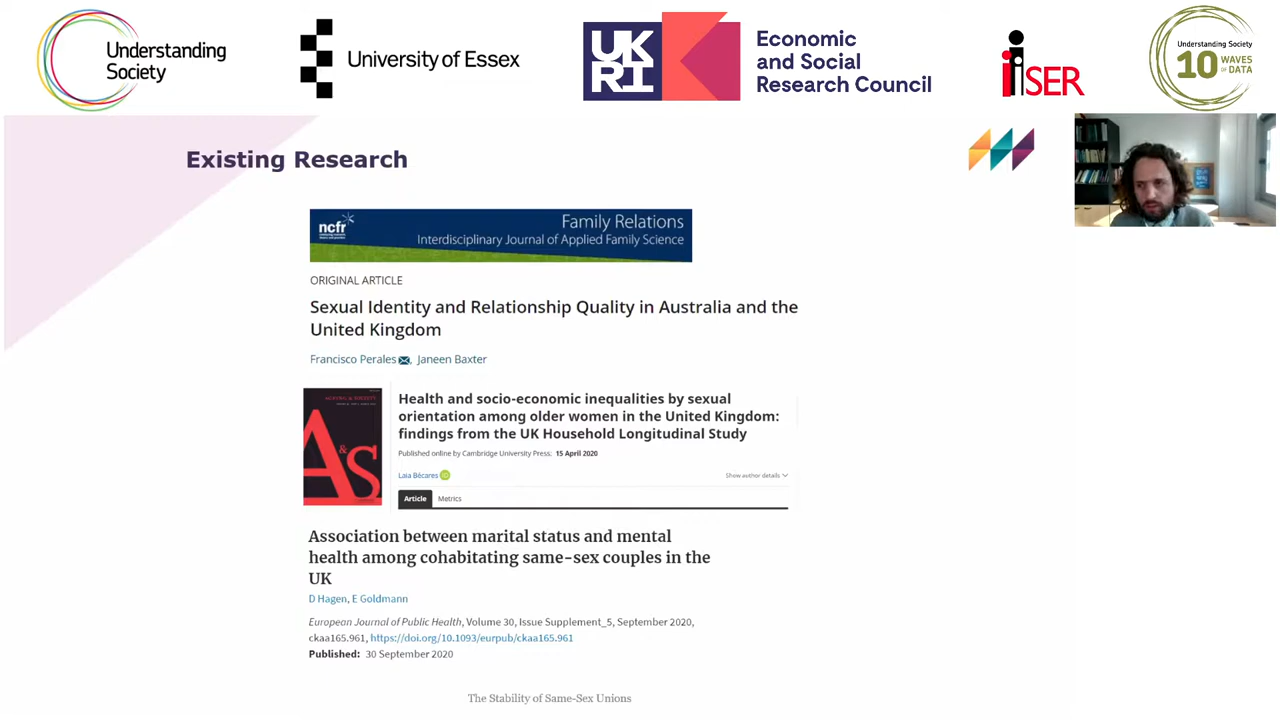 Understanding
Society
University of Essex
UK
RI
Economic
and Social
Research Council
iSER
Understanding Society
10 WAVES
OF DATA
Existing Research
ncfr
Family Relations
Interdisciplinary Journal of Applied Family Science
ORIGINAL ARTICLE
Sexual Identity and Relationship Quality in Australia and the
United Kingdom
Francisco Perales, Janeen Baxter
A&S
Health and socio-economic inequalities by sexual
orientation among older women in the United Kingdom:
findings from the UK Household Longitudinal Study
Published online by Cambridge University Press: 15 April 2020
Laia Bécares iD
Show author details
Article Metrics
Association between marital status and mental
health among cohabitating same-sex couples in the
UK
D Hagen, E Goldmann
European Journal of Public Health, Volume 30, Issue Supplement_5, September 2020,
ckaa165.961, https://doi.org/10.1093/eurpub/ckaa165.961
Published: 30 September 2020
The Stability of Same-Sex Unions